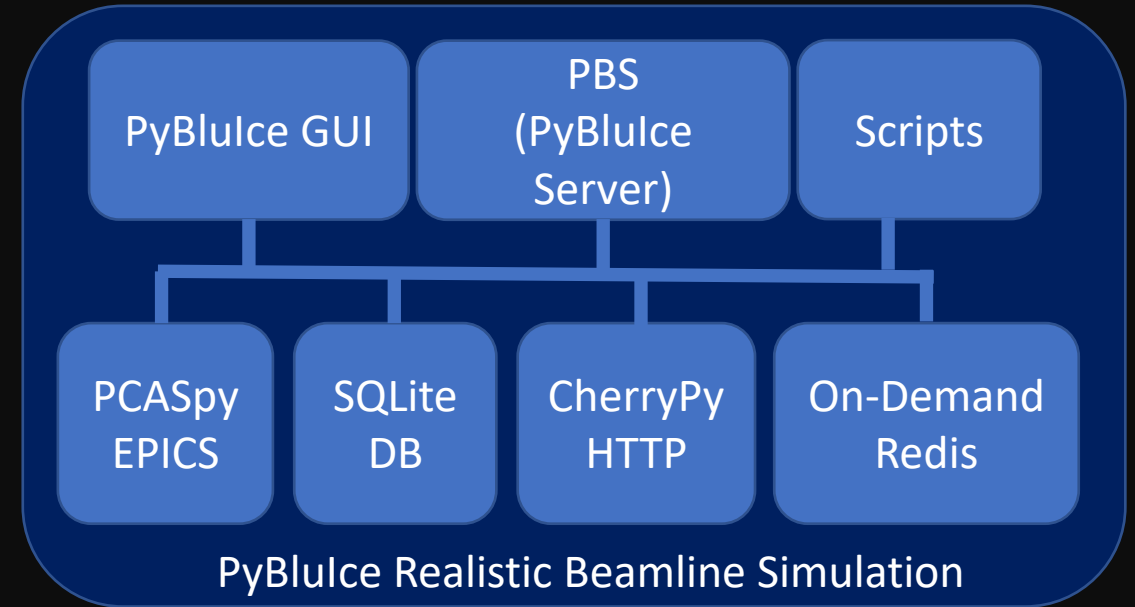 PyBluIce GUI
PBS
(PyBluIce
Server)
Scripts
PCASpy
EPICS
SQLite
DB
CherryPy
HTTP
On-Demand
Redis
PyBluIce Realistic Beamline Simulation